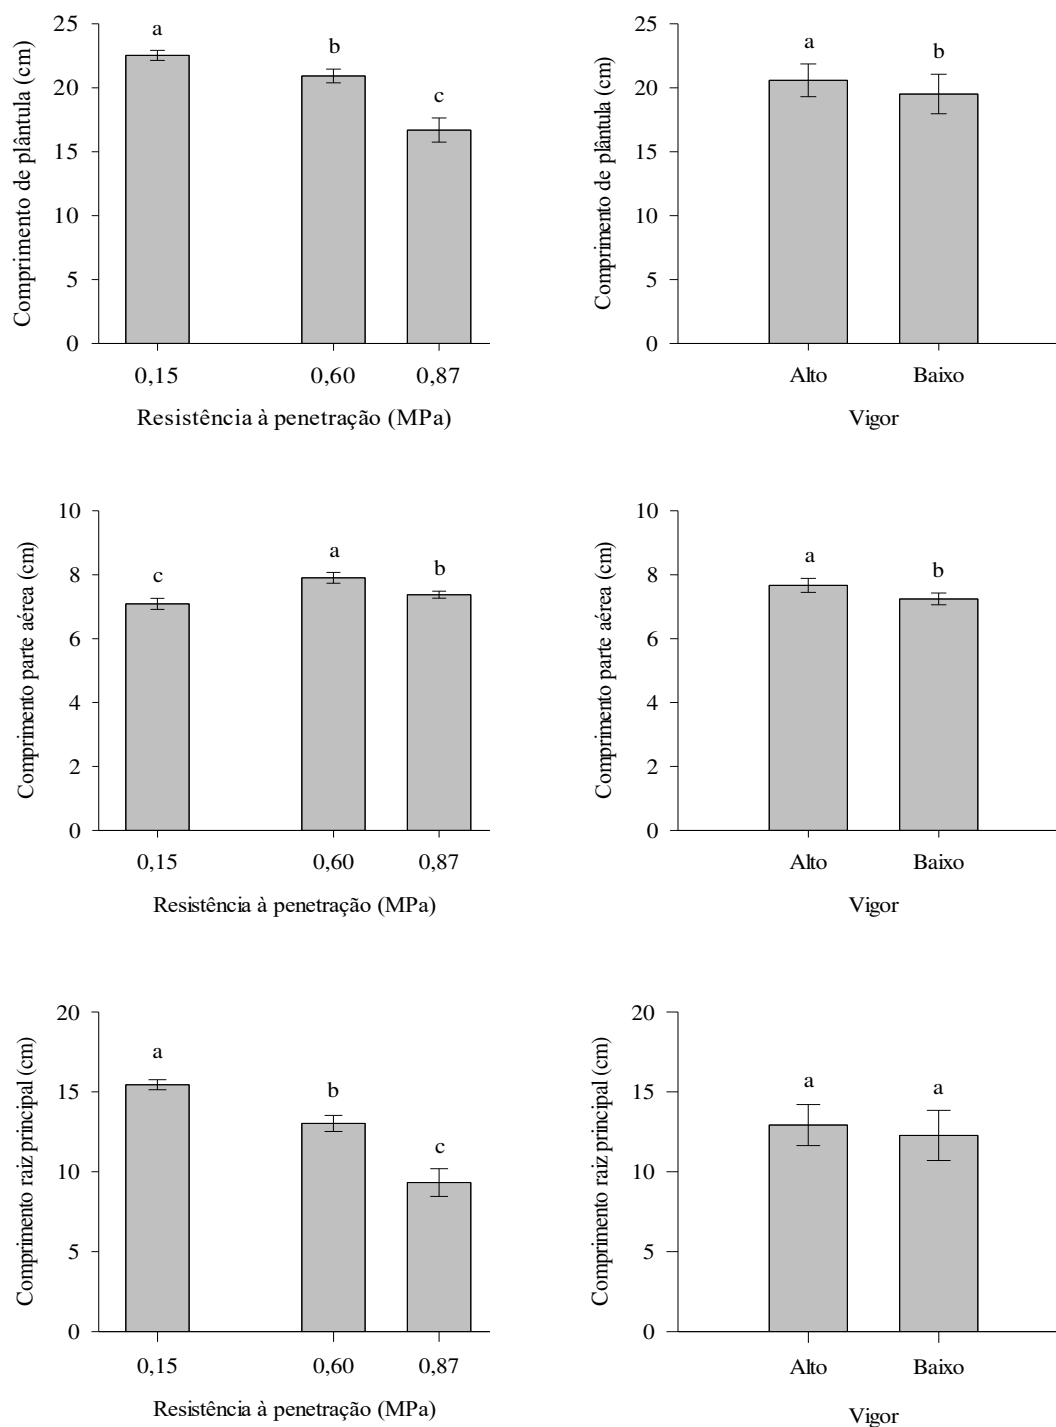 Comprimento de plântula (cm)
25
20
15
10
5
0
a
b
c
0,15 0,60 0,87
Resistência à penetração (MPa)
Comprimento de plântula (cm)
25
20
15
10
5
0
a
b
Alto Baixo
Vigor
Comprimento parte aérea (cm)
10
8
6
4
2
0
c
a
b
0,15 0,60 0,87
Resistência à penetração (MPa)
Comprimento parte aérea (cm)
10
8
6
4
2
0
a
b
Alto Baixo
Vigor
Comprimento raiz principal (cm)
20
15
10
5
0
a
b
c
0,15 0,60 0,87
Resistência à penetração (MPa)
Comprimento raiz principal (cm)
20
15
10
5
0
a
a
Alto Baixo
Vigor